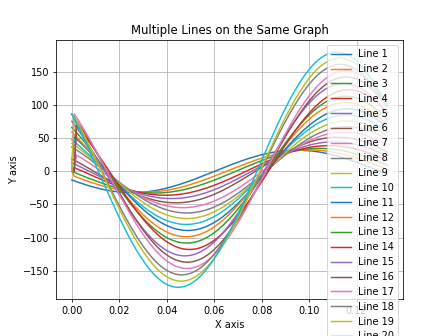 Multiple Lines on the Same Graph
Y axis
150
100
50
0
−50
−100
−150
0.00
0.02
0.04
0.06
0.08
0.10
X axis
Line 1
Line 2
Line 3
Line 4
Line 5
Line 6
Line 7
Line 8
Line 9
Line 10
Line 11
Line 12
Line 13
Line 14
Line 15
Line 16
Line 17
Line 18
Line 19
Line 20